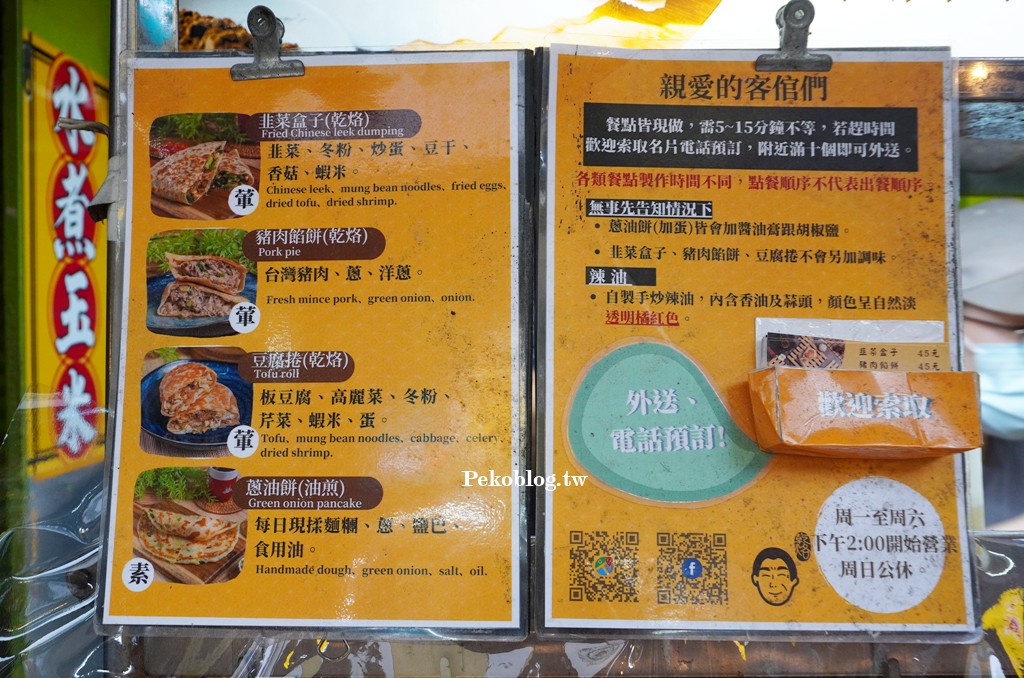 水煮玉米
韭菜盒子(乾烙)
Fried Chinese leek dumping
韭菜、冬粉、炒蛋、豆干、
香菇、蝦米。
Chinese leek、mung bean noodles、fried eggs、
dried tofu、dried shrimp.
葷
豬肉餡餅(乾烙)
Pork pie
台灣豬肉、蔥、洋蔥。
Fresh mince pork、green onion、onion.
葷
豆腐捲(乾烙)
Tofu roll
板豆腐、高麗菜、冬粉、
芹菜、蝦米、蛋。
Tofu、mung bean noodles、cabbage、celery、
dried shrimp.
葷
蔥油餅(油煎)
Green onion pancake
每日現揉麵糰、蔥、鹽巴、
食用油。
Handmade dough、green onion、salt、oil.
素
親愛的客倌們
餐點皆現做，需5~15分鐘不等，若趕時間
歡迎索取名片電話預訂，附近滿十個即可外送。
各類餐點製作時間不同，點餐順序不代表出餐順序
無事先告知情況下
• 蔥油餅(加蛋)皆會加醬油膏跟胡椒鹽。
• 韭菜盒子、豬肉餡餅、豆腐捲不會另加調味。
辣油
• 自製手炒辣油，內含香油及蒜頭，顏色呈自然淡
透明橘紅色。
韭菜盒子 45元
豬肉餡餅 45元
歡迎索取
外送、
電話預訂!
周一至周六
下午2:00開始營業
周日公休。
Pekoblog.tw